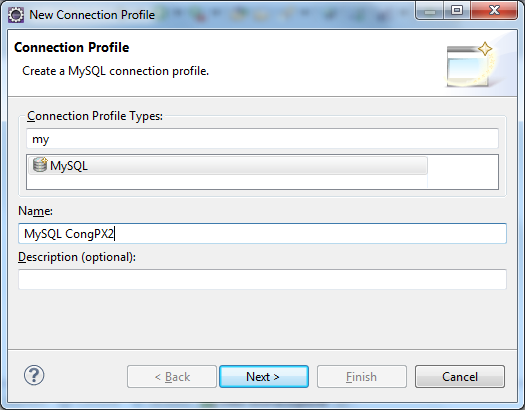 New Connection Profile
Connection Profile
Create a MySQL connection profile.
Connection Profile Types:
my
MySQL
Name:
MySQL CongPX2
Description (optional):
?
< Back
Next >
Finish
Cancel